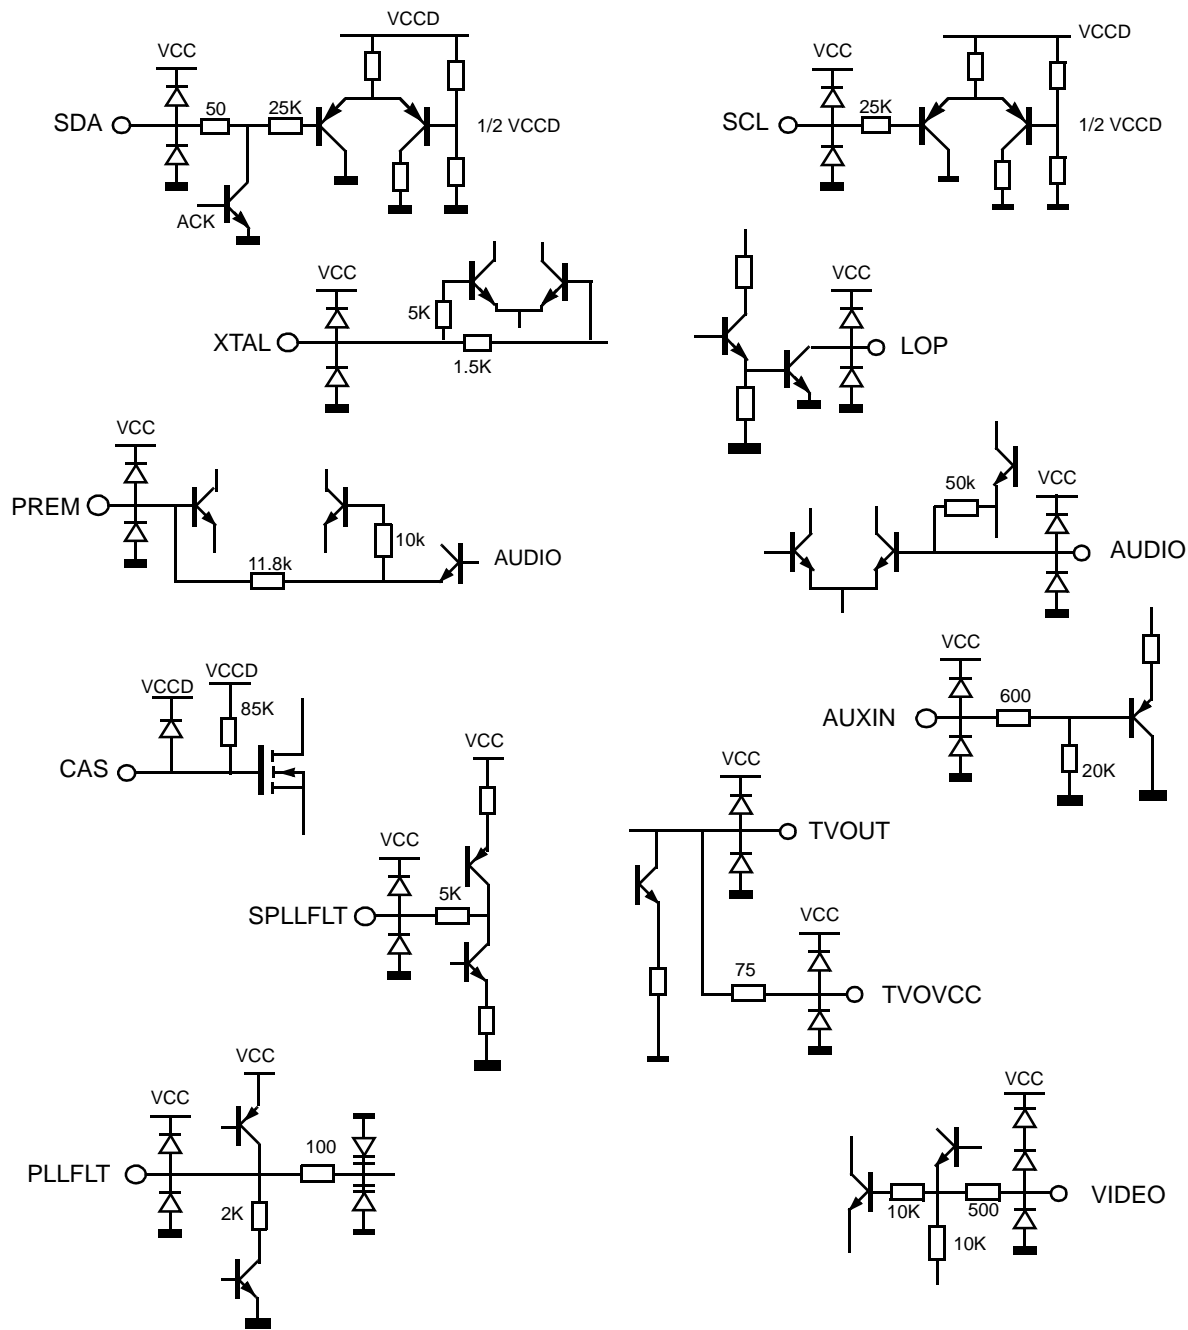 VCCD
VCCD
VCC
VCC
50
25K
25K
SDA
1/2 VCCD
SCL
1/2 VCCD
ACK
VCC
VCC
5K
XTAL
LOP
1.5K
VCC
VCC
50k
PREM
10k
AUDIO
11.8k
AUDIO
VCC
VCCD
VCCD
600
85K
AUXIN
VCC
CAS
20K
VCC
TVOUT
VCC
5K
SPLLFLT
VCC
75
TVOVCC
VCC
VCC
VCC
100
PLLFLT
VIDEO
2K
10K
500
10K